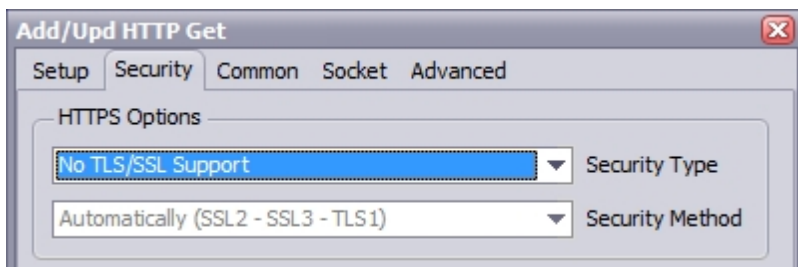 Add/Upd HTTP Get
Setup Security Common Socket Advanced
HTTPS Options
No TLS/SSL Support Security Type
Automatically (SSL2 - SSL3 - TLS1) Security Method